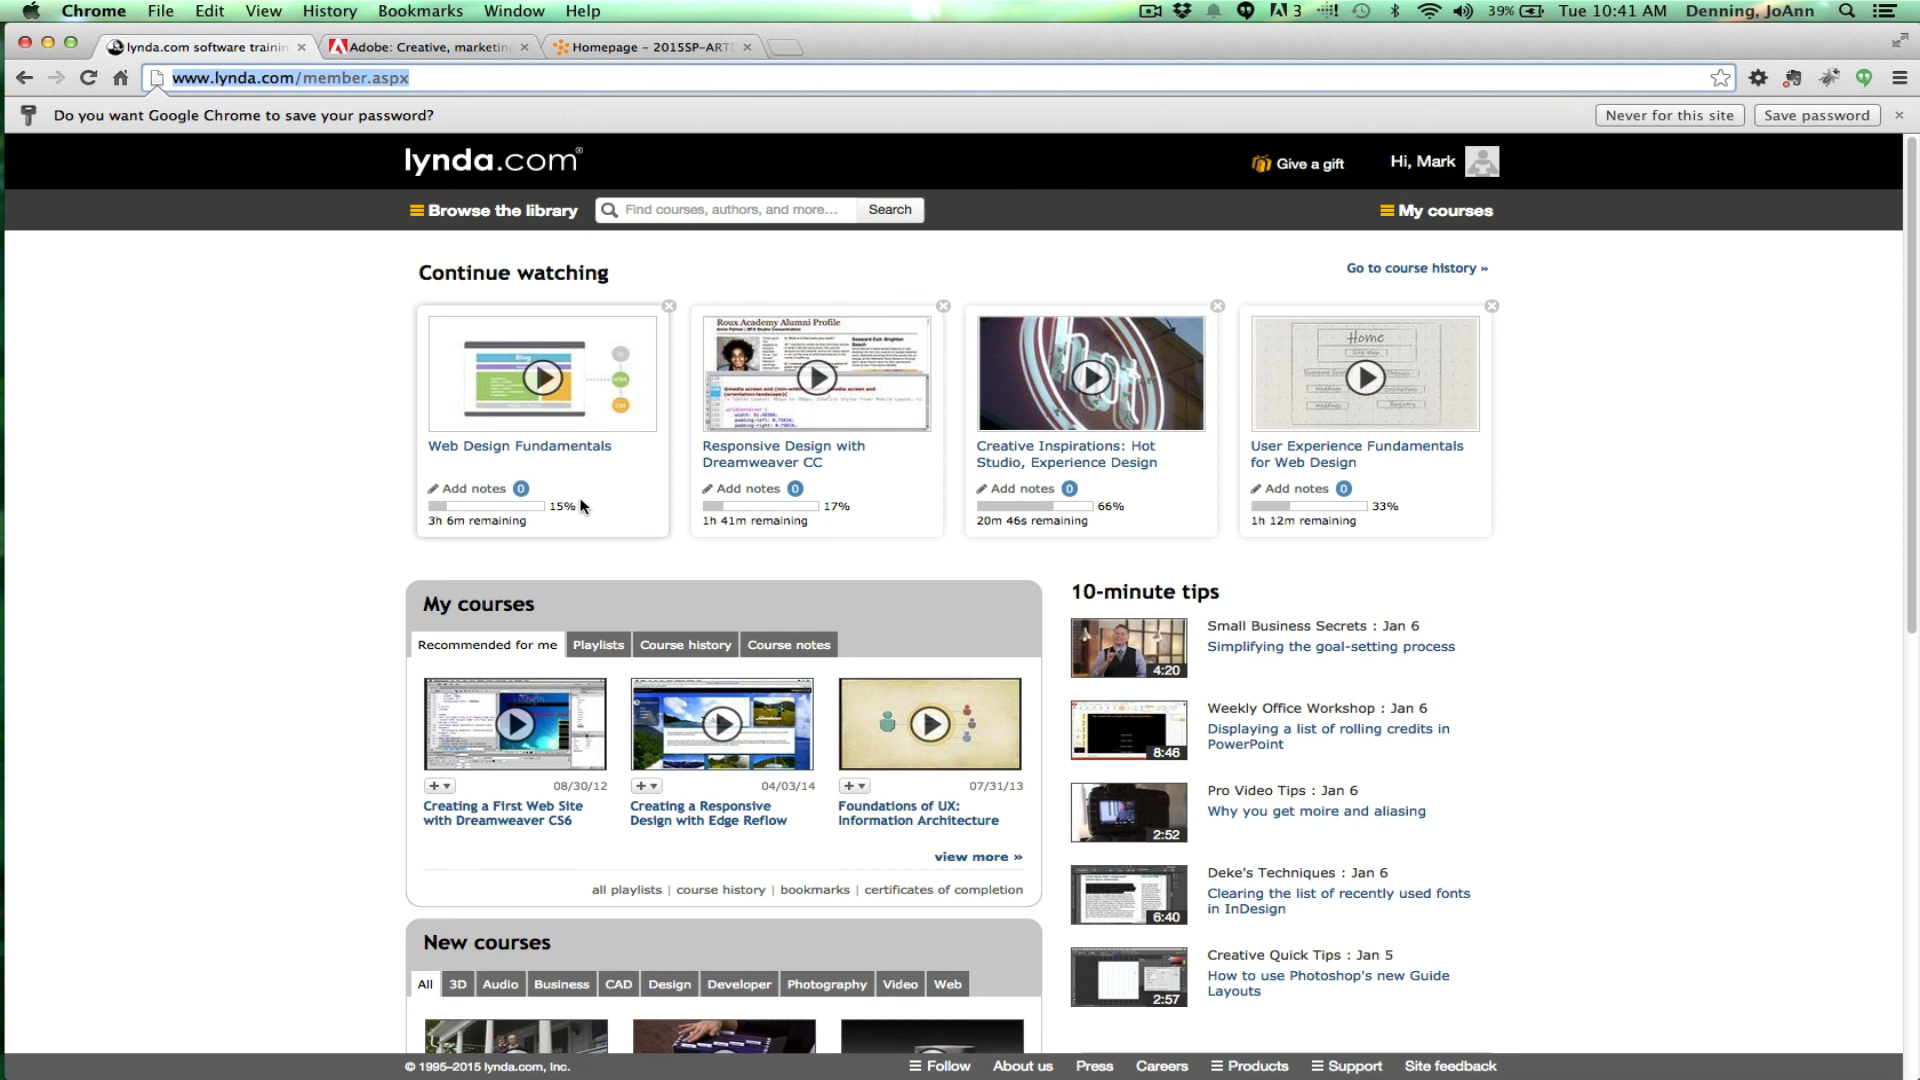 Chrome File Edit View History Bookmarks Window Help 3 39% Tue 10:41 AM Denning, JoAnn
lynda.com software trainin Adobe: Creative, marketin Homepage – 2015SP-ART
www.lynda.com/member.aspx
Do you want Google Chrome to save your password? Never for this site Save password
lynda.com® Give a gift Hi, Mark
Browse the library Find courses, authors, and more... Search My courses
Continue watching Go to course history »
Blog
Roux Academy Alumni Profile
Home
Web Design Fundamentals
Add notes 0
15%
3h 6m remaining
Responsive Design with
Dreamweaver CC
Add notes 0
17%
1h 41m remaining
Creative Inspirations: Hot
Studio, Experience Design
Add notes 0
66%
20m 46s remaining
User Experience Fundamentals
for Web Design
Add notes 0
33%
1h 12m remaining
My courses
Recommended for me Playlists Course history Course notes
08/30/12
Creating a First Web Site
with Dreamweaver CS6
04/03/14
Creating a Responsive
Design with Edge Reflow
07/31/13
Foundations of UX:
Information Architecture
view more »
all playlists | course history | bookmarks | certificates of completion
New courses
All 3D Audio Business CAD Design Developer Photography Video Web
10-minute tips
4:20
Small Business Secrets : Jan 6
Simplifying the goal-setting process
8:46
Weekly Office Workshop : Jan 6
Displaying a list of rolling credits in
PowerPoint
2:52
Pro Video Tips : Jan 6
Why you get moire and aliasing
6:40
Deke's Techniques : Jan 6
Clearing the list of recently used fonts
in InDesign
2:57
Creative Quick Tips : Jan 5
How to use Photoshop's new Guide
Layouts
© 1995–2015 lynda.com, Inc. Follow About us Press Careers Products Support Site feedback